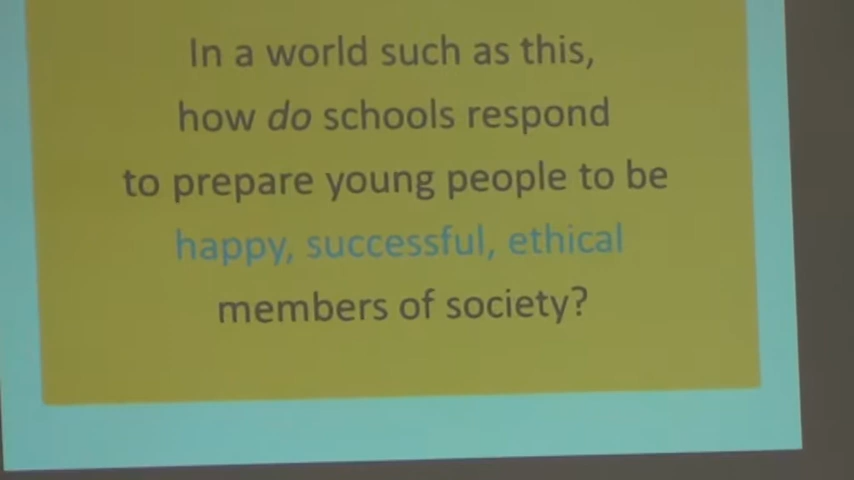 In a world such as this,
how do schools respond
to prepare young people to be
happy, successful, ethical
members of society?